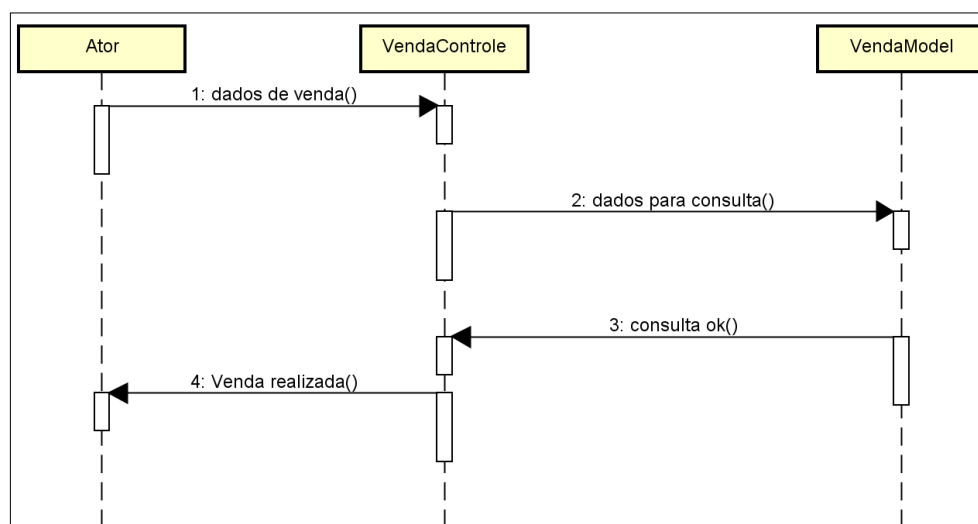 Ator
VendaControle
VendaModel
1: dados de venda()
2: dados para consulta()
3: consulta ok()
4: Venda realizada()